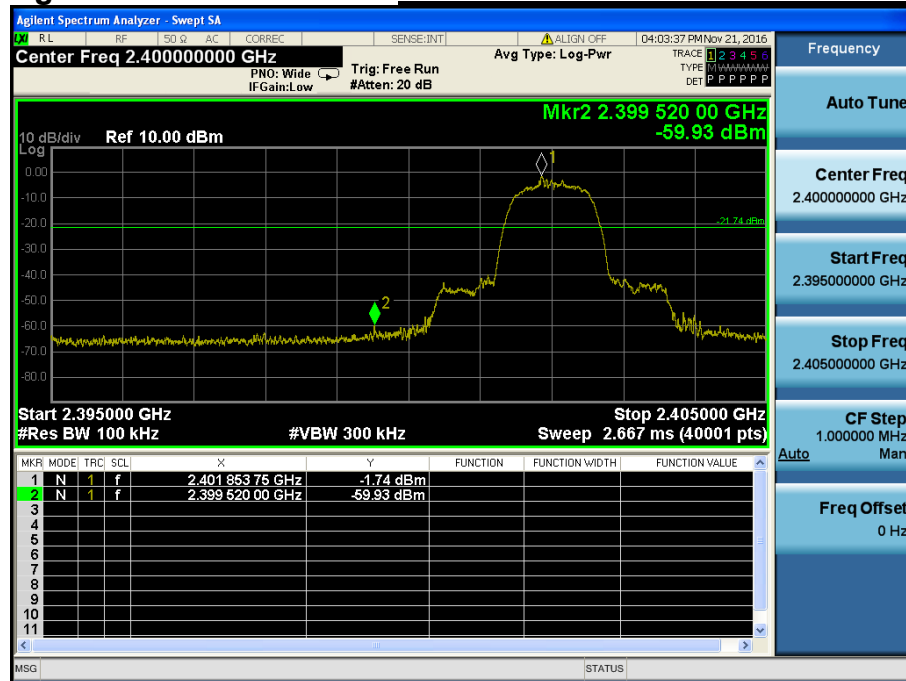 Agilent Spectrum Analyzer - Swept SA
LXI RL RF 50 Ω AC CORREC SENSE:INT ALIGN OFF 04:03:37 PM Nov 21, 2016
Center Freq 2.400000000 GHz
PNO: Wide
IFGain:Low
Trig: Free Run
#Atten: 20 dB
Avg Type: Log-Pwr
TRACE 1 2 3 4 5 6
TYPE M W W W W W
DET P P P P P P
Mkr2 2.399 520 00 GHz
-59.93 dBm
10 dB/div Ref 10.00 dBm
Log
0.00
-10.0
-20.0
-30.0
-40.0
-50.0
-60.0
-70.0
-80.0
1
-21.74 dBm
2
Start 2.395000 GHz Stop 2.405000 GHz
#Res BW 100 kHz #VBW 300 kHz Sweep 2.667 ms (40001 pts)
MKR MODE TRC SCL X Y FUNCTION FUNCTION WIDTH FUNCTION VALUE
1 N 1 f 2.401 853 75 GHz -1.74 dBm
2 N 1 f 2.399 520 00 GHz -59.93 dBm
3
4
5
6
7
8
9
10
11
MSG STATUS
Frequency
Auto Tune
Center Freq
2.400000000 GHz
Start Freq
2.395000000 GHz
Stop Freq
2.405000000 GHz
CF Step
1.000000 MHz
Auto Man
Freq Offset
0 Hz